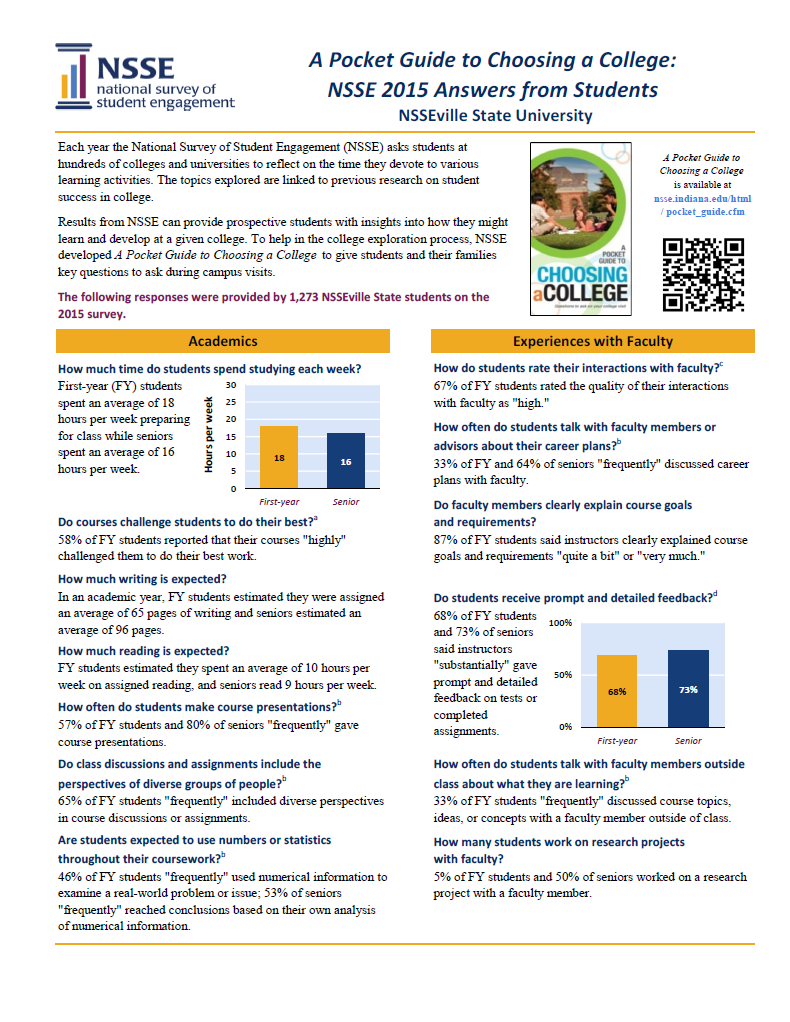 NSSE
national survey of
student engagement
A Pocket Guide to Choosing a College:
NSSE 2015 Answers from Students
NSSEville State University
Each year the National Survey of Student Engagement (NSSE) asks students at
hundreds of colleges and universities to reflect on the time they devote to various
learning activities. The topics explored are linked to previous research on student
success in college.
Results from NSSE can provide prospective students with insights into how they might
learn and develop at a given college. To help in the college exploration process, NSSE
developed A Pocket Guide to Choosing a College to give students and their families
key questions to ask during campus visits.
The following responses were provided by 1,273 NSSEville State students on the
2015 survey.
A
POCKET
GUIDE TO
CHOOSING
aCOLLEGE
Questions to ask on your college visit
A Pocket Guide to
Choosing a College
is available at
nsse.indiana.edu/html
/ pocket_guide.cfm
Academics
How much time do students spend studying each week?
First-year (FY) students
spent an average of 18
hours per week preparing
for class while seniors
spent an average of 16
hours per week.
Hours per week
30
25
20
15
10
5
0
18
16
First-year
Senior
Do courses challenge students to do their best?a
58% of FY students reported that their courses "highly"
challenged them to do their best work.
How much writing is expected?
In an academic year, FY students estimated they were assigned
an average of 65 pages of writing and seniors estimated an
average of 96 pages.
How much reading is expected?
FY students estimated they spent an average of 10 hours per
week on assigned reading, and seniors read 9 hours per week.
How often do students make course presentations?b
57% of FY students and 80% of seniors "frequently" gave
course presentations.
Do class discussions and assignments include the
perspectives of diverse groups of people?b
65% of FY students "frequently" included diverse perspectives
in course discussions or assignments.
Are students expected to use numbers or statistics
throughout their coursework?b
46% of FY students "frequently" used numerical information to
examine a real-world problem or issue; 53% of seniors
"frequently" reached conclusions based on their own analysis
of numerical information.
Experiences with Faculty
How do students rate their interactions with faculty?c
67% of FY students rated the quality of their interactions
with faculty as "high."
How often do students talk with faculty members or
advisors about their career plans?b
33% of FY and 64% of seniors "frequently" discussed career
plans with faculty.
Do faculty members clearly explain course goals
and requirements?
87% of FY students said instructors clearly explained course
goals and requirements "quite a bit" or "very much."
Do students receive prompt and detailed feedback?d
68% of FY students
and 73% of seniors
said instructors
"substantially" gave
prompt and detailed
feedback on tests or
completed
assignments.
100%
50%
0%
68%
73%
First-year
Senior
How often do students talk with faculty members outside
class about what they are learning?b
33% of FY students "frequently" discussed course topics,
ideas, or concepts with a faculty member outside of class.
How many students work on research projects
with faculty?
5% of FY students and 50% of seniors worked on a research
project with a faculty member.